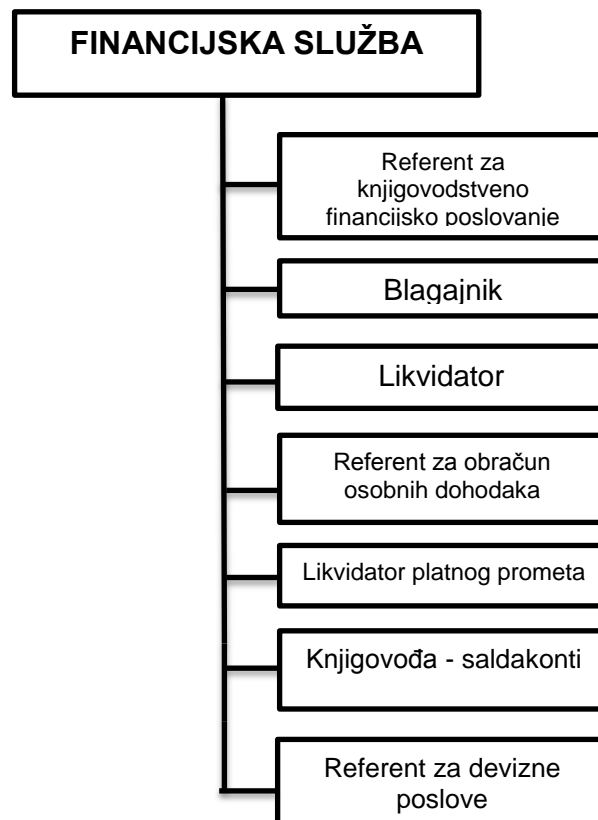 FINANCIJSKA SLUŽBA
Referent za
knjigovodstveno
financijsko poslovanje
Blagajnik
Likvidator
Referent za obračun
osobnih dohodaka
Likvidator platnog prometa
Knjigovođa - saldakonti
Referent za devizne
poslove